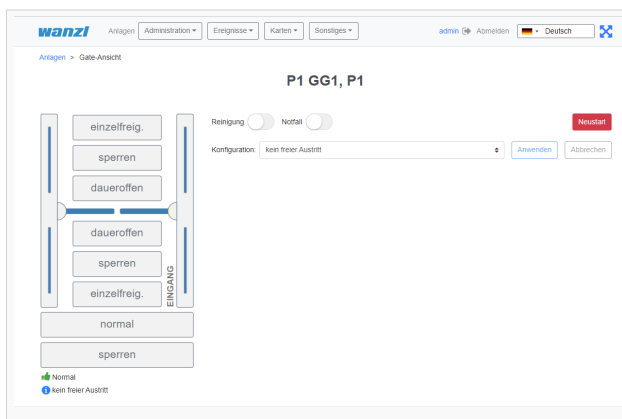 wanzl Anlagen Administration Ereignisse Karten Sonstiges admin Abmelden Deutsch
Anlagen > Gate-Ansicht
P1 GG1, P1
Reinigung Notfall Neustart
Konfiguration: kein freier Austritt Anwenden Abbrechen
einzelfreig.
sperren
daueroffen
daueroffen
sperren
einzelfreig.
EINGANG
normal
sperren
Normal
kein freier Austritt